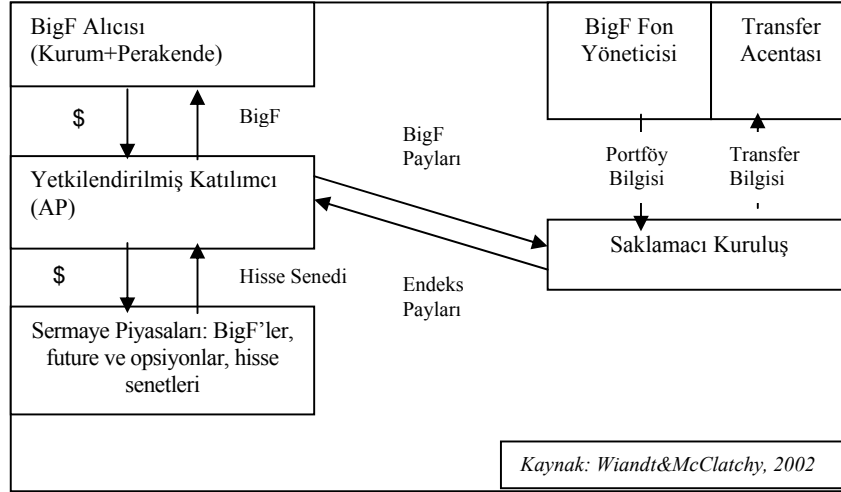 BigF Alıcısı
(Kurum+Perakende)
BigF Fon
Yöneticisi
Transfer
Acentası
$
BigF
BigF
Payları
Portföy
Bilgisi
Transfer
Bilgisi
Yetkilendirilmiş Katılımcı
(AP)
Saklamacı Kuruluş
$
Hisse Senedi
Endeks
Payları
Sermaye Piyasaları: BigF’ler,
future ve opsiyonlar, hisse
senetleri
Kaynak: Wiandt&McClatchy, 2002